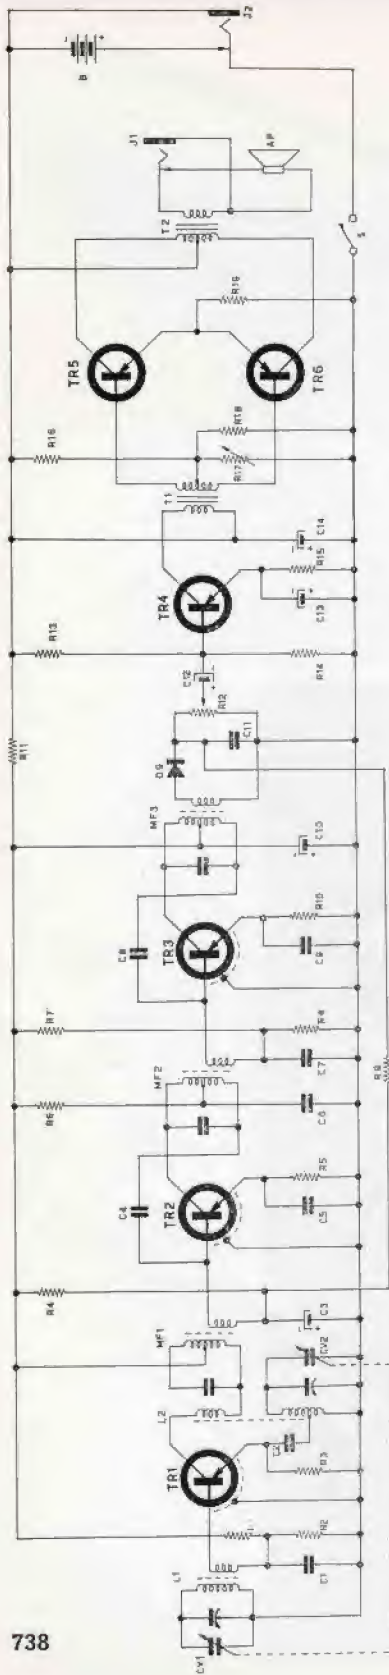 738
CV1
L1
C1
R2
TR1
R3
C2
L2
MF1
CV2
R4
C3
C4
TR2
C5
R5
MF2
R6
C6
R7
C7
R8
R9
C8
TR3
C9
R10
MF3
C10
DG
R11
C11
R12
C12
R13
R14
TR4
C13
R15
C14
T1
R16
R17
R18
TR5
TR6
R19
T2
J1
AP
S
B
- +
J2